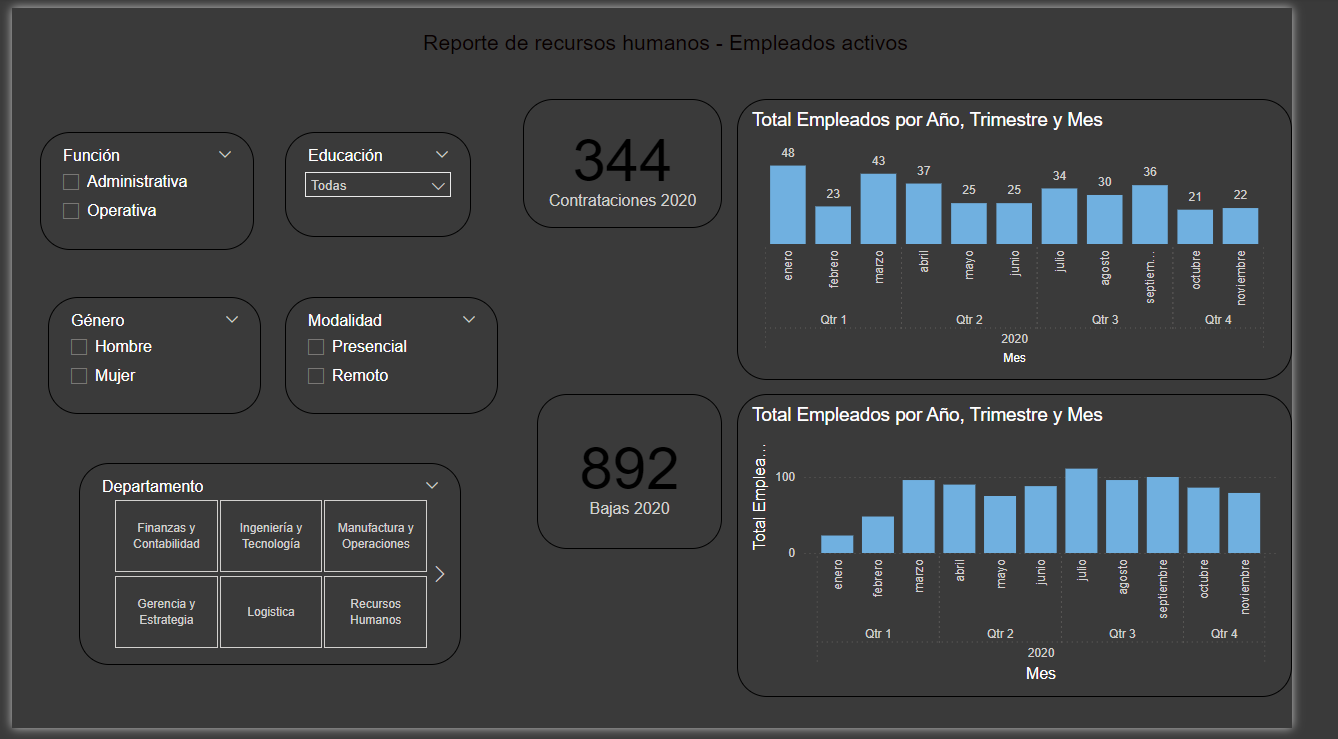 Reporte de recursos humanos - Empleados activos
Función
Administrativa
Operativa
Educación
Todas
344
Contrataciones 2020
Total Empleados por Año, Trimestre y Mes
48
23
43
37
25
25
34
30
36
21
22
enero
febrero
marzo
abril
mayo
junio
julio
agosto
septiem...
octubre
noviembre
Qtr 1
Qtr 2
Qtr 3
Qtr 4
2020
Mes
Género
Hombre
Mujer
Modalidad
Presencial
Remoto
892
Bajas 2020
Total Empleados por Año, Trimestre y Mes
Total Emplea...
100
0
enero
febrero
marzo
abril
mayo
junio
julio
agosto
septiembre
octubre
noviembre
Qtr 1
Qtr 2
Qtr 3
Qtr 4
2020
Mes
Departamento
Finanzas y
Contabilidad
Ingeniería y
Tecnología
Manufactura y
Operaciones
Gerencia y
Estrategia
Logistica
Recursos
Humanos